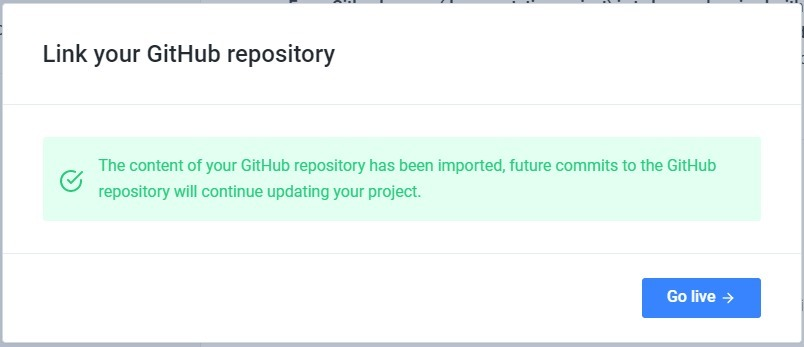 Link your GitHub repository
The content of your GitHub repository has been imported, future commits to the GitHub
repository will continue updating your project.
Go live →